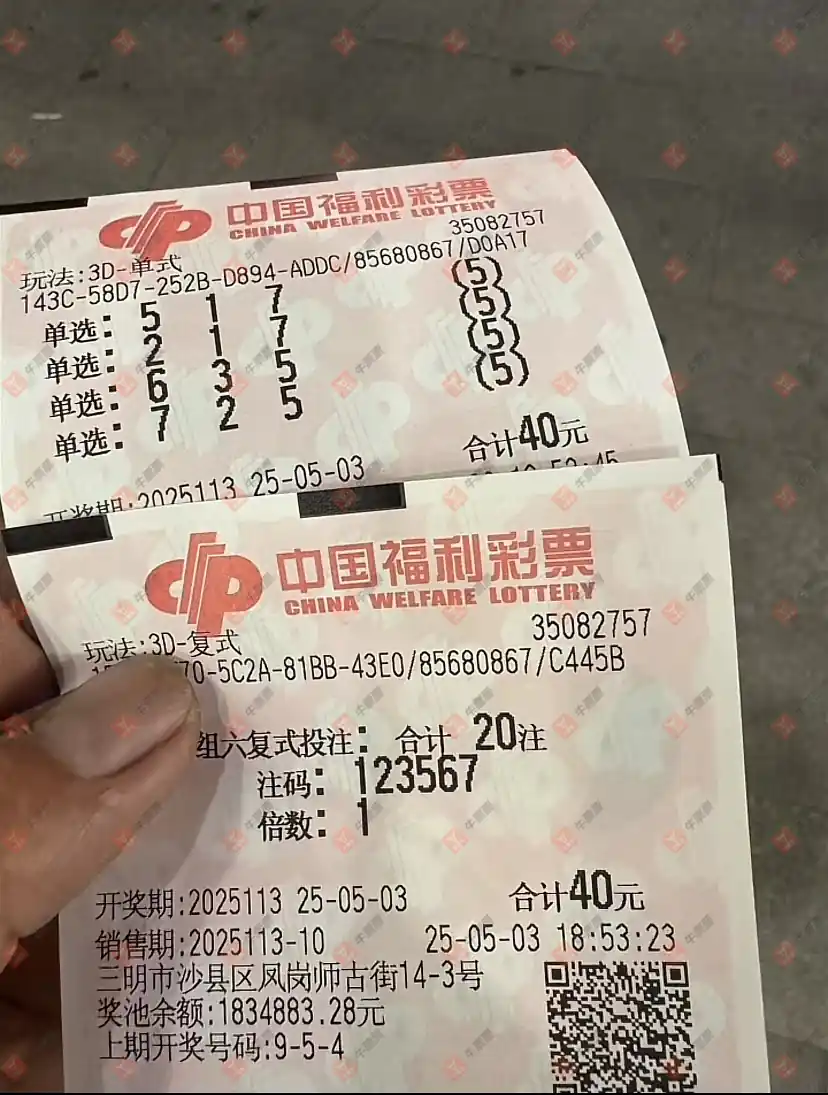 中国福利彩票
CHINA WELFARE LOTTERY
35082757
玩法:3D-单式
143C-58D7-252B-D894-ADDC/85680867/D0A17
单选: 5 1 7 (5)
单选: 2 1 7 (5)
单选: 6 3 5 (5)
单选: 7 2 5 (5)
合计40元
开奖期:2025113 25-05-03
中国福利彩票
CHINA WELFARE LOTTERY
35082757
玩法:3D-复式
70-5C2A-81BB-43E0/85680867/C445B
组六复式投注: 合计 20注
注码: 123567
倍数: 1
开奖期:2025113 25-05-03 合计40元
销售期:2025113-10 25-05-03 18:53:23
三明市沙县区凤岗师古街14-3号
奖池余额:1834883.28元
上期开奖号码:9-5-4